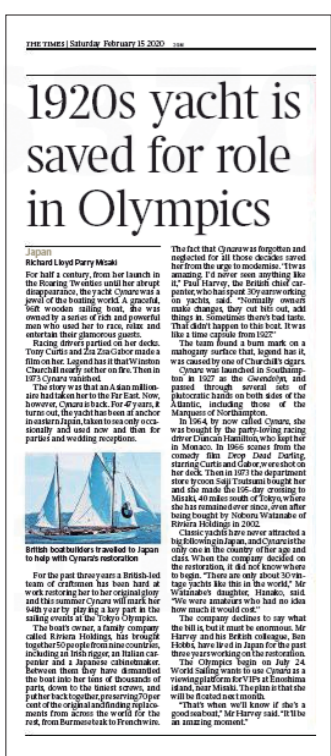 THE TIMES | Saturday February 15 2020
1920s yacht is
saved for role
in Olympics
Japan
Richard Lloyd Parry Misaki
For half a century, from her launch in
the Roaring Twenties until her abrupt
disappearance, the yacht Cynara was a
jewel of the boating world. A graceful,
96ft wooden sailing boat, she was
owned by a series of rich and powerful
men who used her to race, relax and
entertain their glamorous guests.
Racing drivers partied on her decks.
Tony Curtis and Zsa Zsa Gabor made a
film on her. Legend has it that Winston
Churchill nearly set her on fire. Then in
1973 Cynara vanished.
The story was that an Asian million-
aire had taken her to the Far East. Now,
however, Cynara is back. For 47 years, it
turns out, the yacht has been at anchor
in eastern Japan, taken to sea only occa-
sionally and used now and then for
parties and wedding receptions.
British boatbuilders travelled to Japan
to help with Cynara's restoration
For the past three years a British-led
team of craftsmen has been hard at
work restoring her to her original glory
and this summer Cynara will mark her
94th year by playing a key part in the
sailing events at the Tokyo Olympics.
The boat's owner, a family company
called Riviera Holdings, has brought
together 50 people from nine countries,
including an Irish rigger, an Italian car-
penter and a Japanese cabinetmaker.
Between them they have dismantled
the boat into her tens of thousands of
parts, down to the tiniest screws, and
put her back together, preserving 70 per
cent of the original and finding replace-
ments from across the world for the
rest, from Burmese teak to French wire.
The fact that Cynara was forgotten and
neglected for all those decades saved
her from the urge to modernise. "It was
amazing. I'd never seen anything like
it," Paul Harvey, the British chief car-
penter, who has spent 30 years working
on yachts, said. "Normally owners
make changes, they cut bits out, add
things in. Sometimes there's bad taste.
That didn't happen to this boat. It was
like a time capsule from 1927."
The team found a burn mark on a
mahogany surface that, legend has it,
was caused by one of Churchill's cigars.
Cynara was launched in Southamp-
ton in 1927 as the Gwendolyn, and
passed through several sets of
plutocratic hands on both sides of the
Atlantic, including those of the
Marquess of Northampton.
In 1964, by now called Cynara, she
was bought by the party-loving racing
driver Duncan Hamilton, who kept her
in Monaco. In 1966 scenes from the
comedy film Drop Dead Darling,
starring Curtis and Gabor, were shot on
her deck. Then in 1973 the department
store tycoon Seiji Tsutsumi bought her
and she made the 195-day crossing to
Misaki, 40 miles south of Tokyo, where
she has remained ever since, even after
being bought by Noboru Watanabe of
Riviera Holdings in 2002.
Classic yachts have never attracted a
big following in Japan, and Cynara is the
only one in the country of her age and
class. When the company decided on
the restoration, it did not know where
to begin. "There are only about 30 vin-
tage yachts like this in the world," Mr
Watanabe's daughter, Hanako, said.
"We were amateurs who had no idea
how much it would cost."
The company declines to say what
the bill is, but it must be enormous. Mr
Harvey and his British colleague, Ben
Hobbs, have lived in Japan for the past
three years working on the restoration.
The Olympics begin on July 24.
World Sailing wants to use Cynara as a
viewing platform for VIPs at Enoshima
island, near Misaki. The plan is that she
will be floated next month.
"That's when we'll know if she's a
good sea boat," Mr Harvey said. "It'll be
an amazing moment."